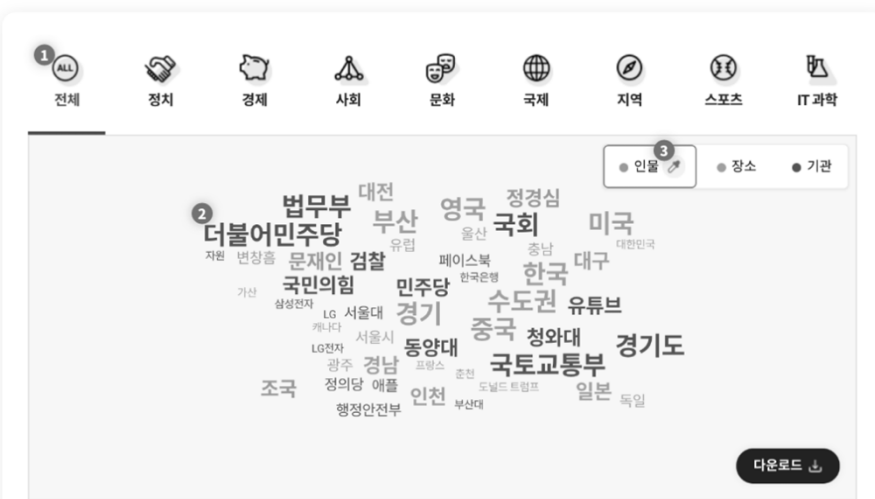 1
ALL
전체 정치 경제 사회 문화 국제 지역 스포츠 IT 과학
3
인물 장소 기관
2
대전 정경심
법무부 영국
부산 국회 미국
더불어민주당 울산
유럽 충남 대한민국
자원 변창흠 문재인 검찰 페이스북 대구
한국은행 한국
국민의힘 민주당
가산 수도권
삼성전자 유튜브
LG 서울대 경기
캐나다 중국
서울시 청와대
LG전자 동양대 경기도
광주 경남 프랑스 국토교통부
춘천
조국 정의당 애플 도널드 트럼프
인천 일본 독일
행정안전부 부산대
다운로드